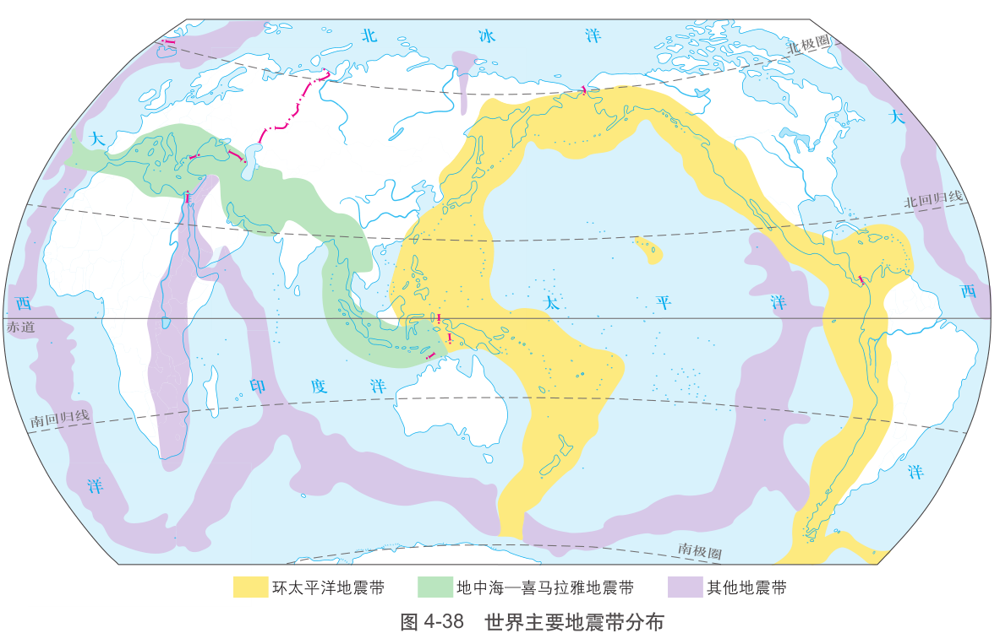 北冰洋
北极圈
大
大
北回归线
西
太平洋
西
赤道
印度洋
南回归线
洋
洋
南极圈
环太平洋地震带
地中海—喜马拉雅地震带
其他地震带
图 4-38 世界主要地震带分布